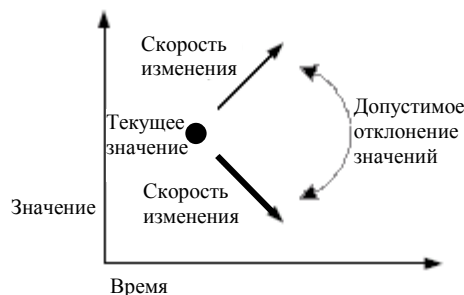 Скорость
изменения
Допустимое
отклонение
значений
Текущее
значение
Скорость
изменения
Значение
Время